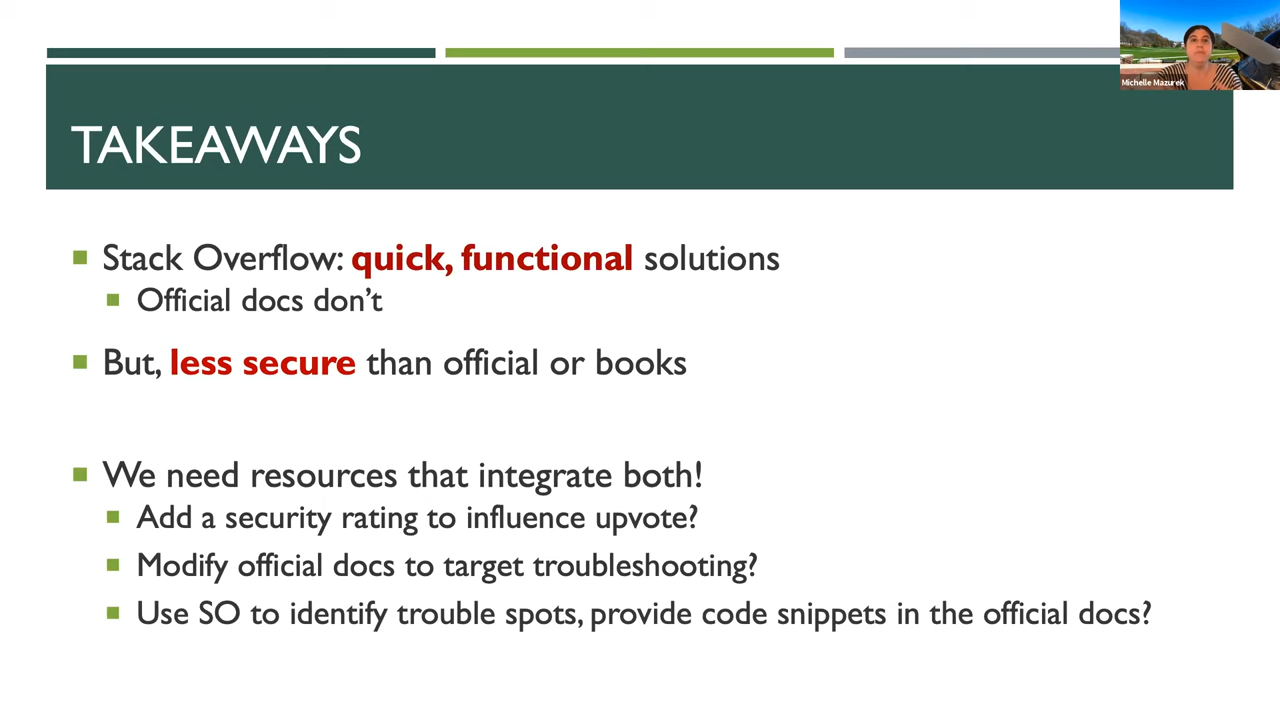 Michelle Mazurek
TAKEAWAYS
Stack Overflow: quick, functional solutions
Official docs don't
But, less secure than official or books
We need resources that integrate both!
Add a security rating to influence upvote?
Modify official docs to target troubleshooting?
Use SO to identify trouble spots, provide code snippets in the official docs?